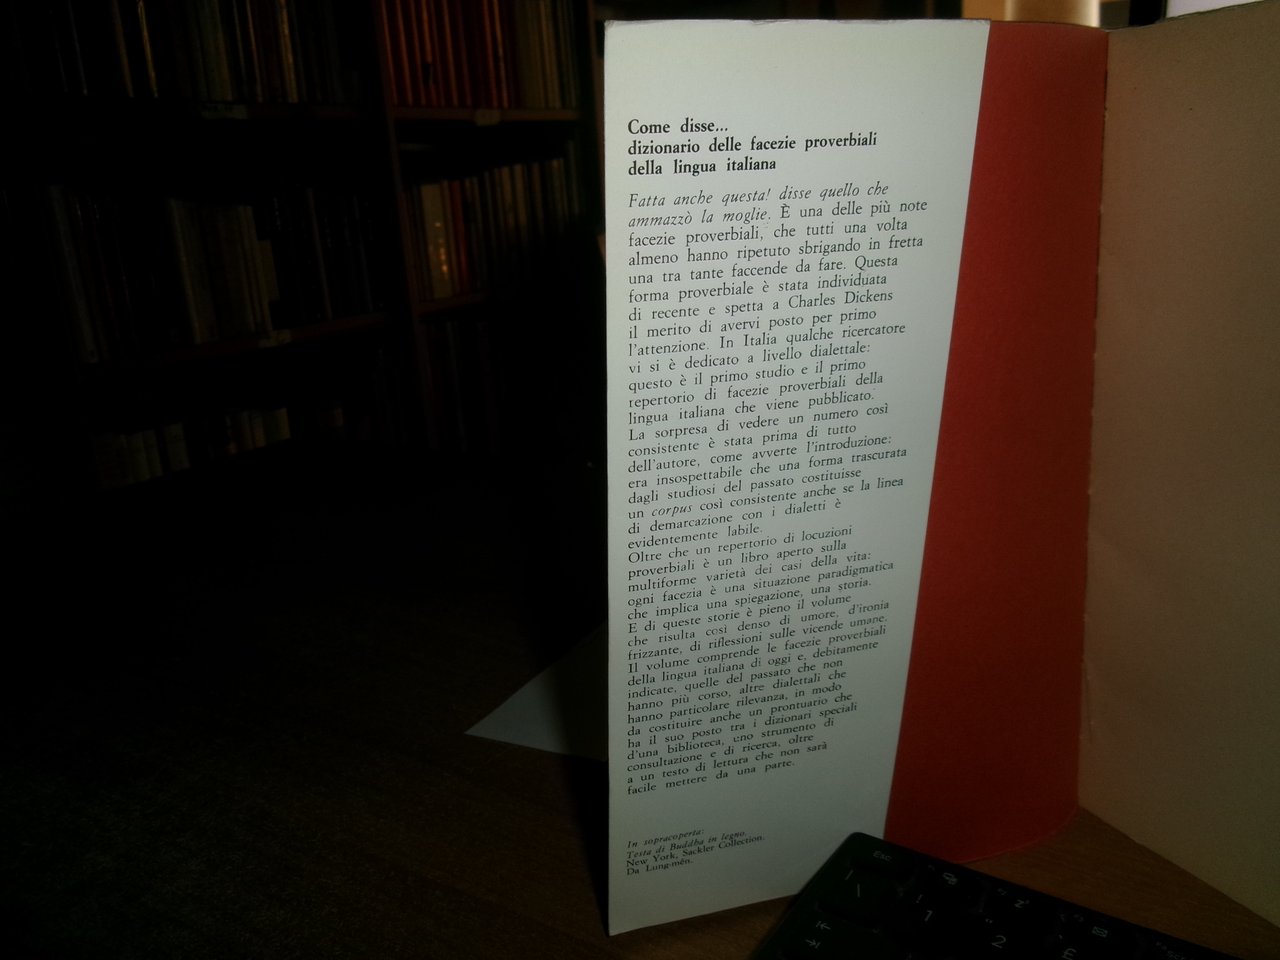 Come disse...
dizionario delle facezie proverbiali
della lingua italiana
Fatta anche questa! disse quello che
ammazzò la moglie. È una delle più note
facezie proverbiali, che tutti una volta
almeno hanno ripetuto sbrigando in fretta
una tra tante faccende da fare. Questa
forma proverbiale è stata individuata
di recente e spetta a Charles Dickens
il merito di avervi posto per primo
l'attenzione. In Italia qualche ricercatore
vi si è dedicato a livello dialettale:
questo è il primo studio e il primo
repertorio di facezie proverbiali della
lingua italiana che viene pubblicato.
La sorpresa di vedere un numero così
consistente è stata prima di tutto
dell'autore, come avverte l'introduzione:
era insospettabile che una forma trascurata
dagli studiosi del passato costituisse
un corpus così consistente anche se la linea
di demarcazione con i dialetti è
evidentemente labile.
Oltre che un repertorio di locuzioni
proverbiali è un libro aperto sulla
multiforme varietà dei casi della vita:
ogni facezia è una situazione paradigmatica
che implica una spiegazione, una storia.
E di queste storie è pieno il volume
che risulta così denso di umore, d'ironia
frizzante, di riflessioni sulle vicende umane.
Il volume comprende le facezie proverbiali
della lingua italiana di oggi e, debitamente
indicate, quelle del passato che non
hanno più corso, altre dialettali che
hanno particolare rilevanza, in modo
da costituire anche un prontuario che
ha il suo posto tra i dizionari speciali
d'una biblioteca, uno strumento di
consultazione e di ricerca, oltre
a un testo di lettura che non sarà
facile mettere da una parte.
In sopracoperta:
Testa di Buddha in legno.
New York, Sackler Collection.
Da Lung-mên.
Esc
! 1
" 2
£